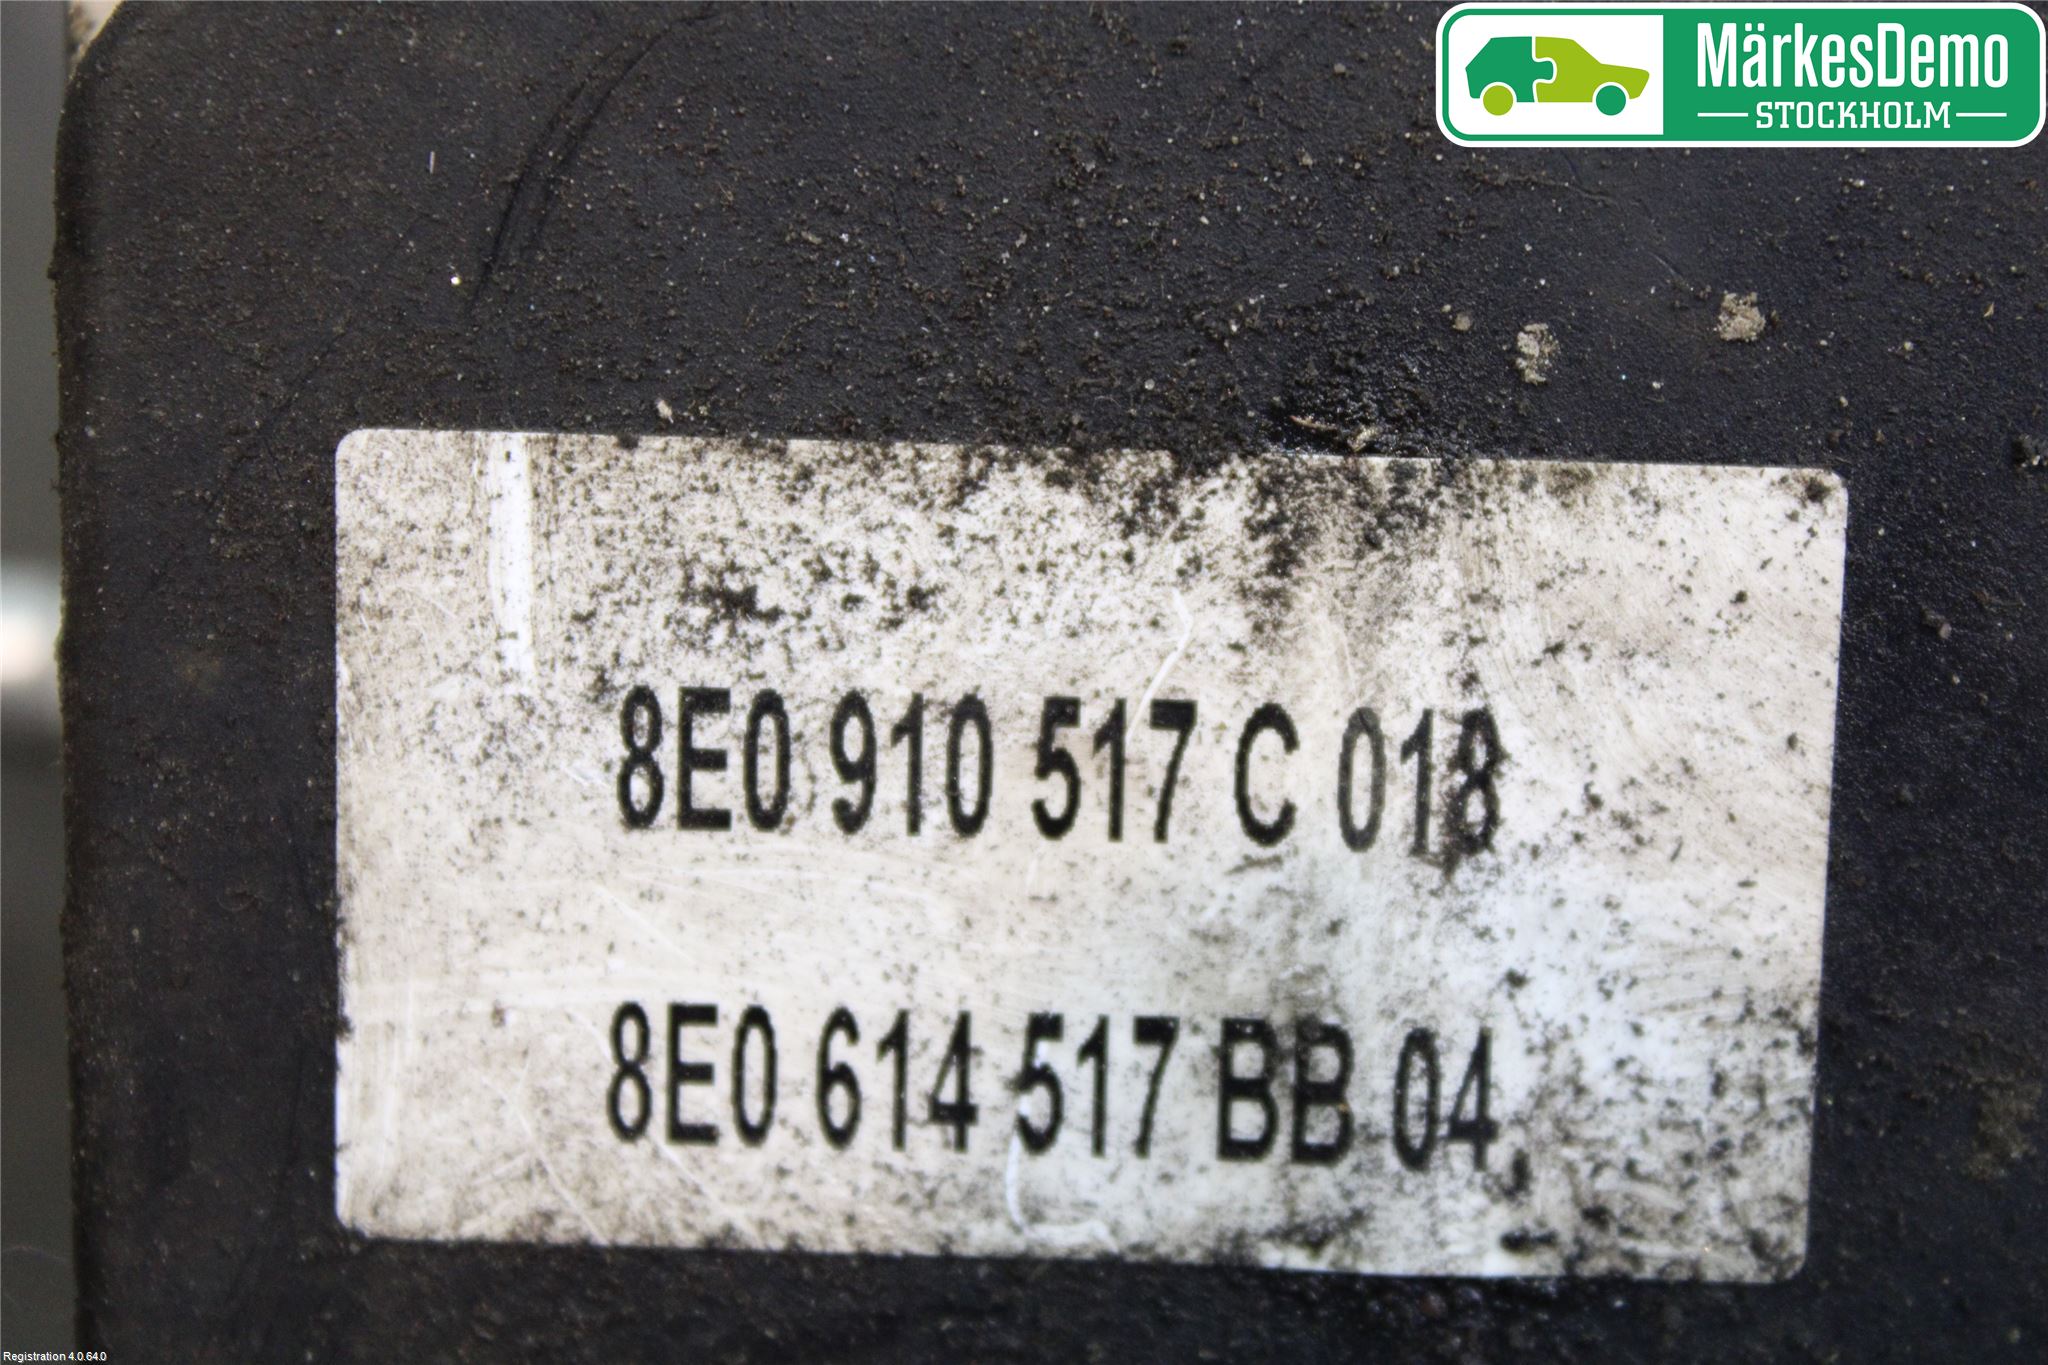 MärkesDemo
STOCKHOLM
8E0 910 517 C 018
8E0 614 517 BB 04
Registration 4.0.64.0